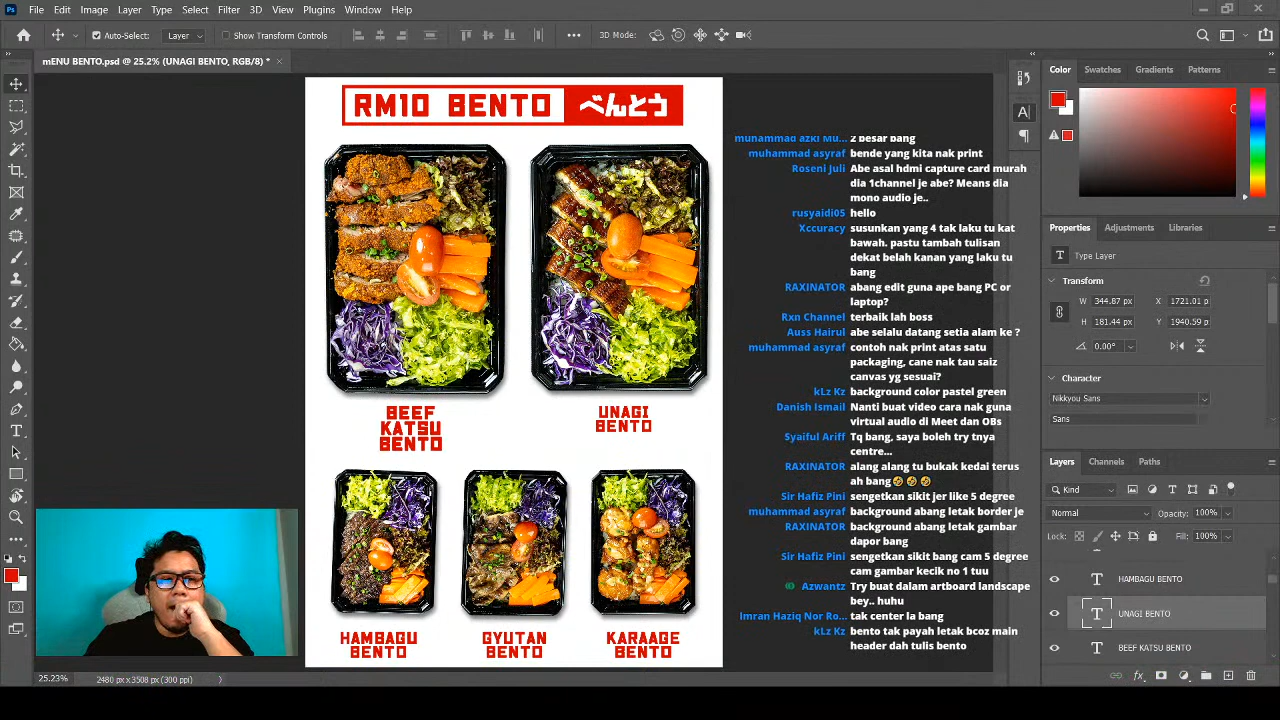 Ps File Edit Image Layer Type Select Filter 3D View Plugins Window Help
Auto-Select: Layer Show Transform Controls 3D Mode:
mENU BENTO.psd @ 25.2% (UNAGI BENTO, RGB/8) *
RM10 BENTO べんとう
BEEF
KATSU
BENTO
UNAGI
BENTO
HAMBAGU
BENTO
GYUTAN
BENTO
KARAAGE
BENTO
muhammad azki Mu... 2 besar bang
muhammad asyraf bende yang kita nak print
Roseni Juli Abe asal hdmi capture card murah
dia 1channel je abe? Means dia
mono audio je..
rusyaidi05 hello
Xccuracy susunkan yang 4 tak laku tu kat
bawah. pastu tambah tulisan
dekat belah kanan yang laku tu
bang
RAXINATOR abang edit guna ape bang PC or
laptop?
Rxn Channel terbaik lah boss
Auss Hairul abe selalu datang setia alam ke ?
muhammad asyraf contoh nak print atas satu
packaging, cane nak tau saiz
canvas yg sesuai?
kLz Kz background color pastel green
Danish Ismail Nanti buat video cara nak guna
virtual audio di Meet dan OBs
Syaiful Ariff Tq bang, saya boleh try tnya
centre...
RAXINATOR alang alang tu bukak kedai terus
ah bang🤣🤣🤣
Sir Hafiz Pini sengetkan sikit jer like 5 degree
muhammad asyraf background abang letak border je
RAXINATOR background abang letak gambar
dapor bang
Sir Hafiz Pini sengetkan sikit bang cam 5 degree
cam gambar kecik no 1 tuu
Azwantz Try buat dalam artboard landscape
bey.. huhu
Imran Haziq Nor Ro... tak center la bang
kLz Kz bento tak payah letak bcoz main
header dah tulis bento
Color Swatches Gradients Patterns
Properties Adjustments Libraries
T Type Layer
Transform
W 344.87 px X 1721.01 p
H 181.44 px Y 1940.59 p
0.00°
Character
Nikkyou Sans
Sans
Layers Channels Paths
Kind
Normal Opacity: 100%
Lock: Fill: 100%
T HAMBAGU BENTO
T UNAGI BENTO
T BEEF KATSU BENTO
25.23% 2480 px x 3508 px (300 ppi)